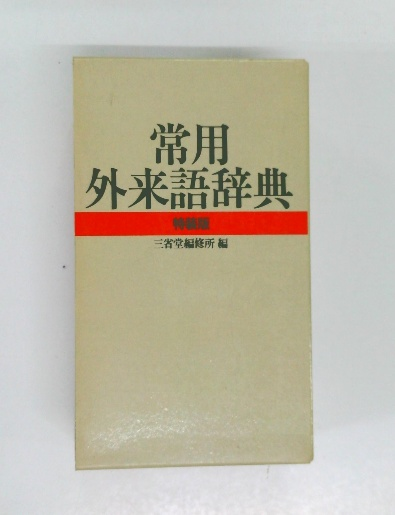 常用
外来語辞典
特装版
三省堂編修所 編